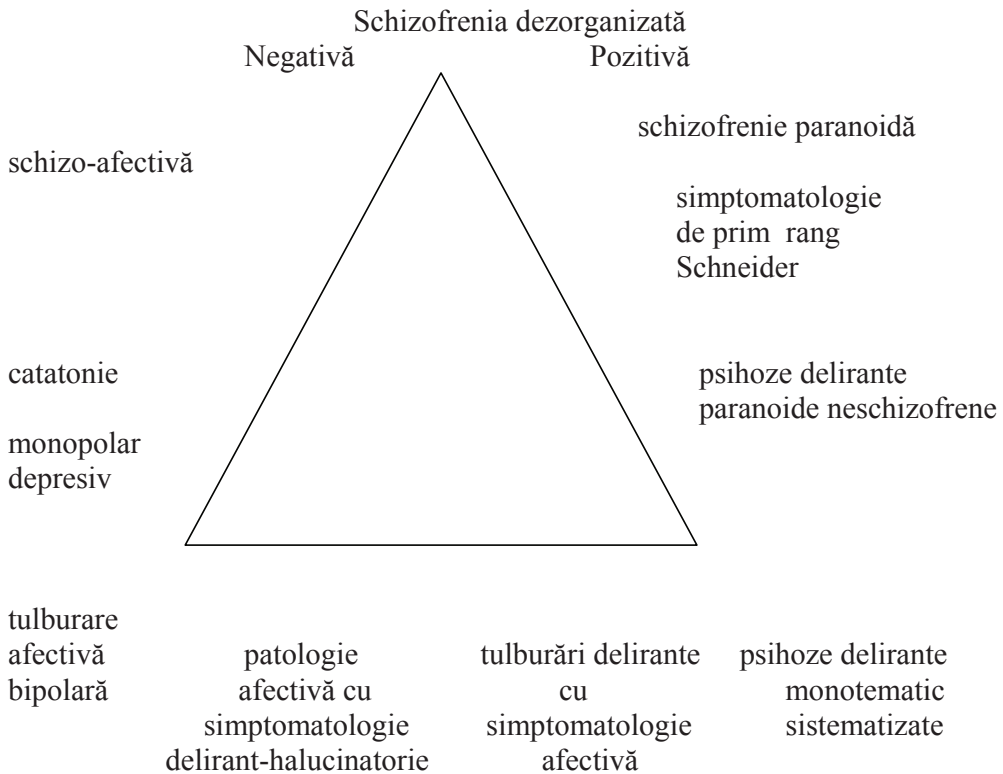 Schizofrenia dezorganizată
Negativă Pozitivă
schizofrenie paranoidă
schizo-afectivă
simptomatologie
de prim rang
Schneider
catatonie
psihoze delirante
paranoide neschizofrene
monopolar
depresiv
tulburare
afectivă
bipolară
patologie
afectivă cu
simptomatologie
delirant-halucinatorie
tulburări delirante
cu
simptomatologie
afectivă
psihoze delirante
monotematic
sistematizate